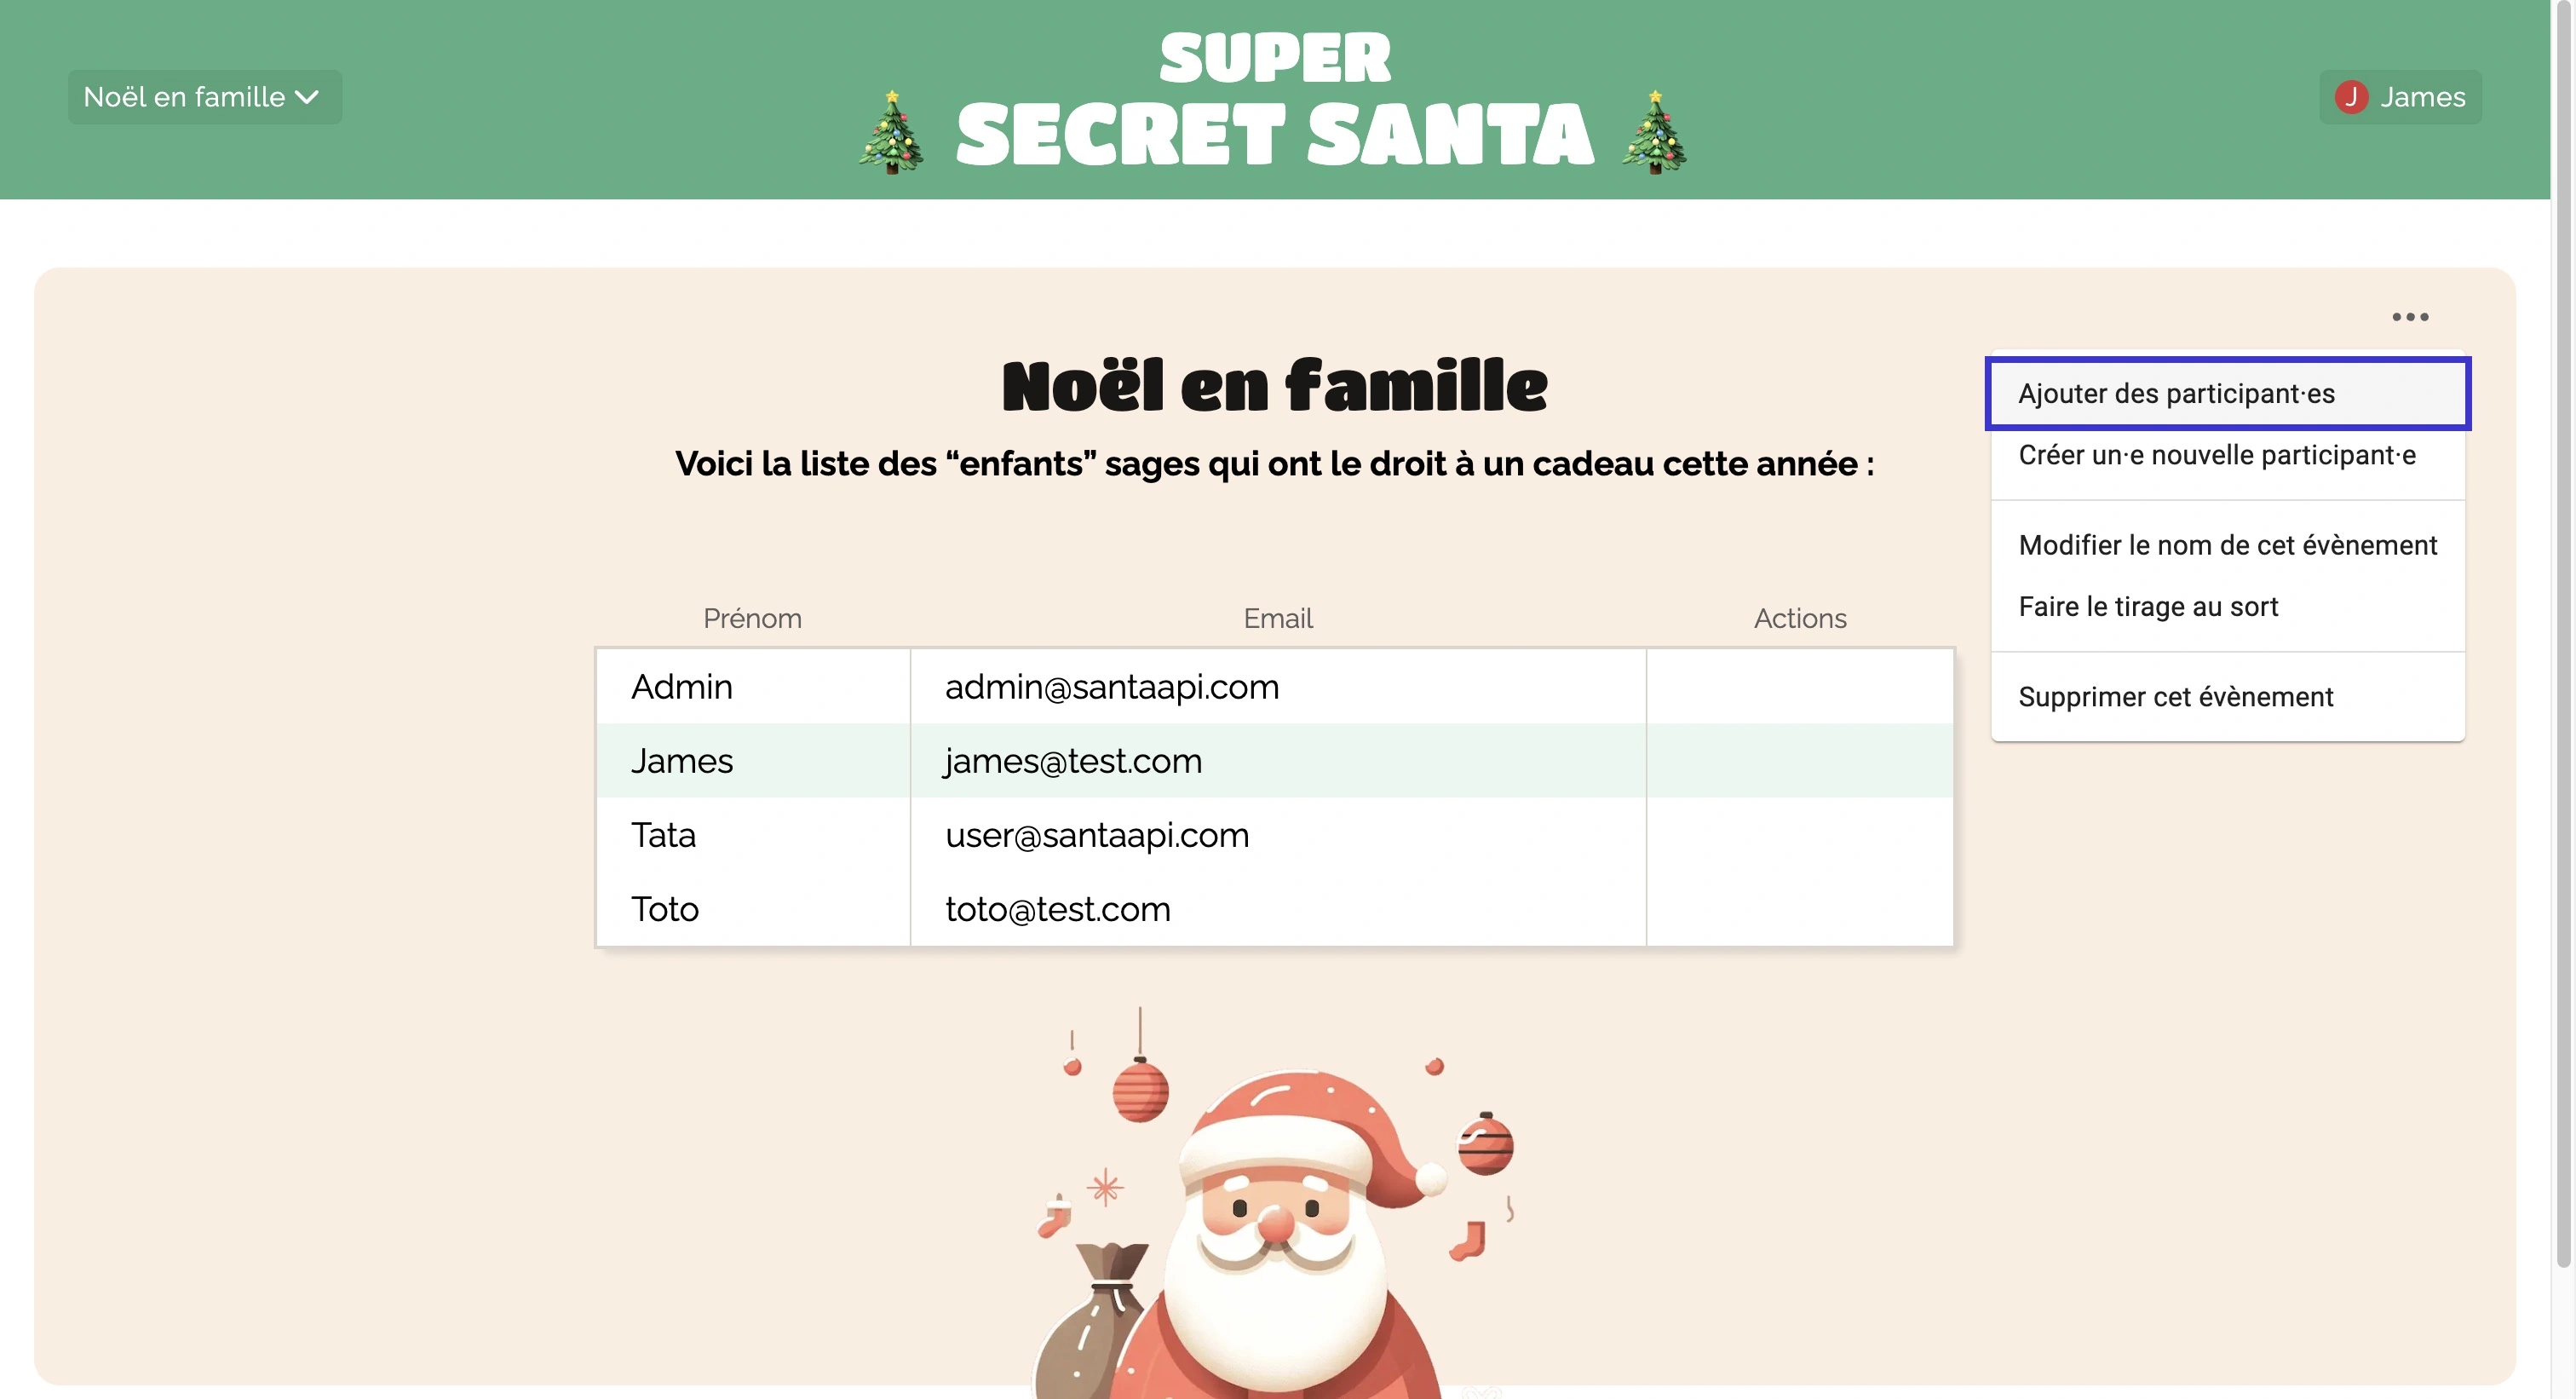 SUPER
SECRET SANTA
Noël en famille
J James
Noël en famille
Voici la liste des “enfants” sages qui ont le droit à un cadeau cette année :
Ajouter des participant·es
Créer un·e nouvelle participant·e
Modifier le nom de cet évènement
Faire le tirage au sort
Supprimer cet évènement
Prénom Email Actions
Admin admin@santaapi.com
James james@test.com
Tata user@santaapi.com
Toto toto@test.com